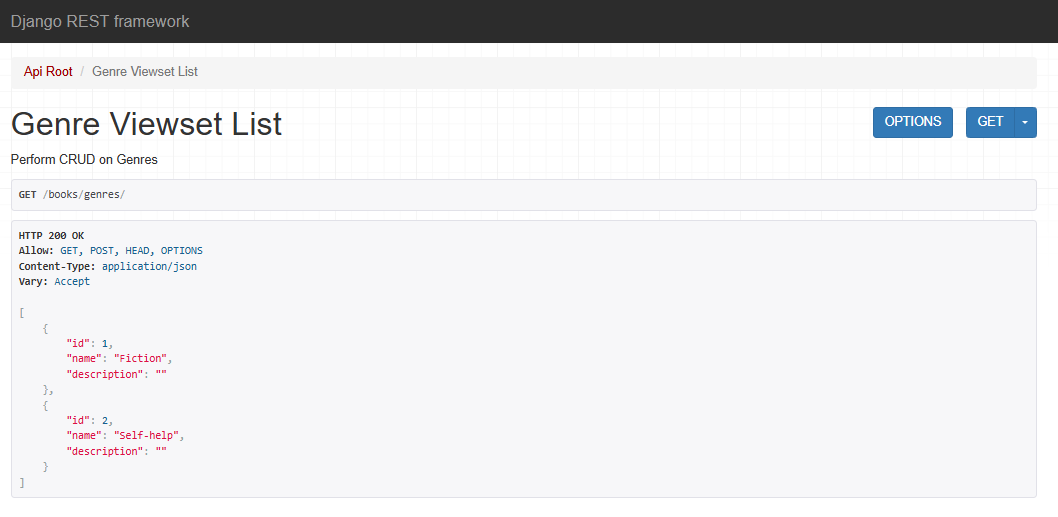 Django REST framework
Api Root / Genre Viewset List
Genre Viewset List
OPTIONS
GET
Perform CRUD on Genres
GET /books/genres/
HTTP 200 OK
Allow: GET, POST, HEAD, OPTIONS
Content-Type: application/json
Vary: Accept
[
    {
        "id": 1,
        "name": "Fiction",
        "description": ""
    },
    {
        "id": 2,
        "name": "Self-help",
        "description": ""
    }
]